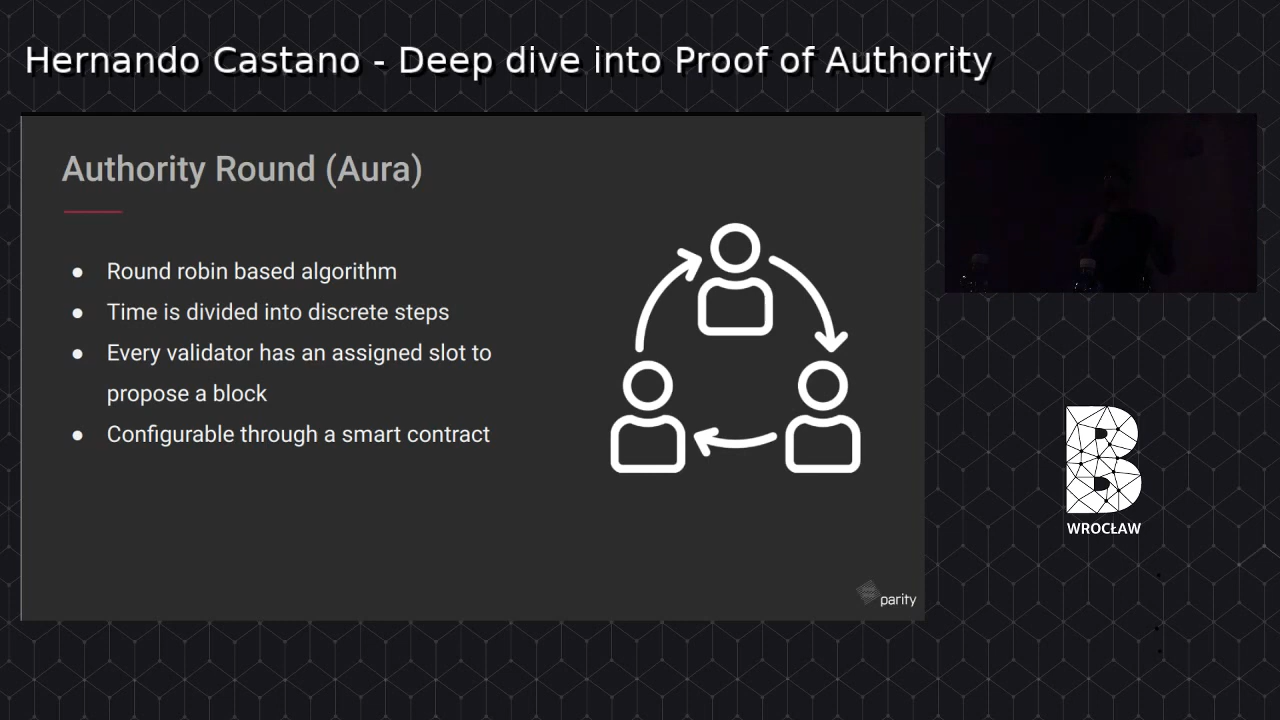 Hernando Castano - Deep dive into Proof of Authority
Authority Round (Aura)
● Round robin based algorithm
● Time is divided into discrete steps
● Every validator has an assigned slot to
propose a block
● Configurable through a smart contract
parity
B
WROCŁAW